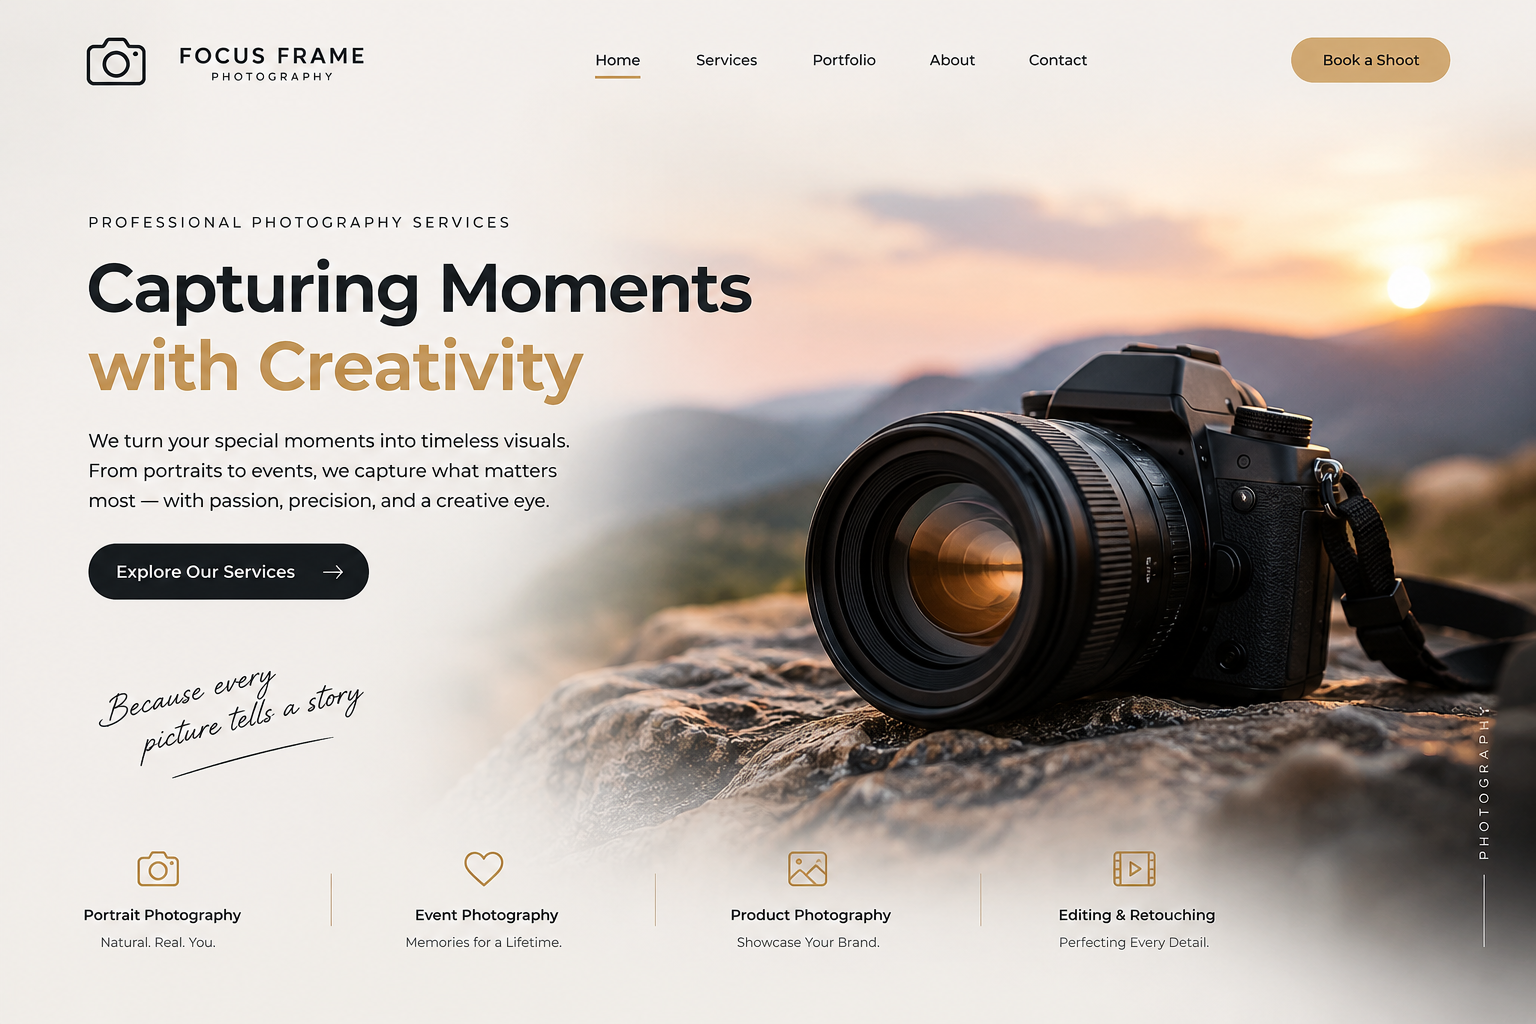 FOCUS FRAME
PHOTOGRAPHY
Home
Services
Portfolio
About
Contact
Book a Shoot
PROFESSIONAL PHOTOGRAPHY SERVICES
Capturing Moments
with Creativity
We turn your special moments into timeless visuals.
From portraits to events, we capture what matters
most — with passion, precision, and a creative eye.
Explore Our Services
Because every
picture tells a story
PHOTOGRAPHY
Portrait Photography
Natural. Real. You.
Event Photography
Memories for a Lifetime.
Product Photography
Showcase Your Brand.
Editing & Retouching
Perfecting Every Detail.